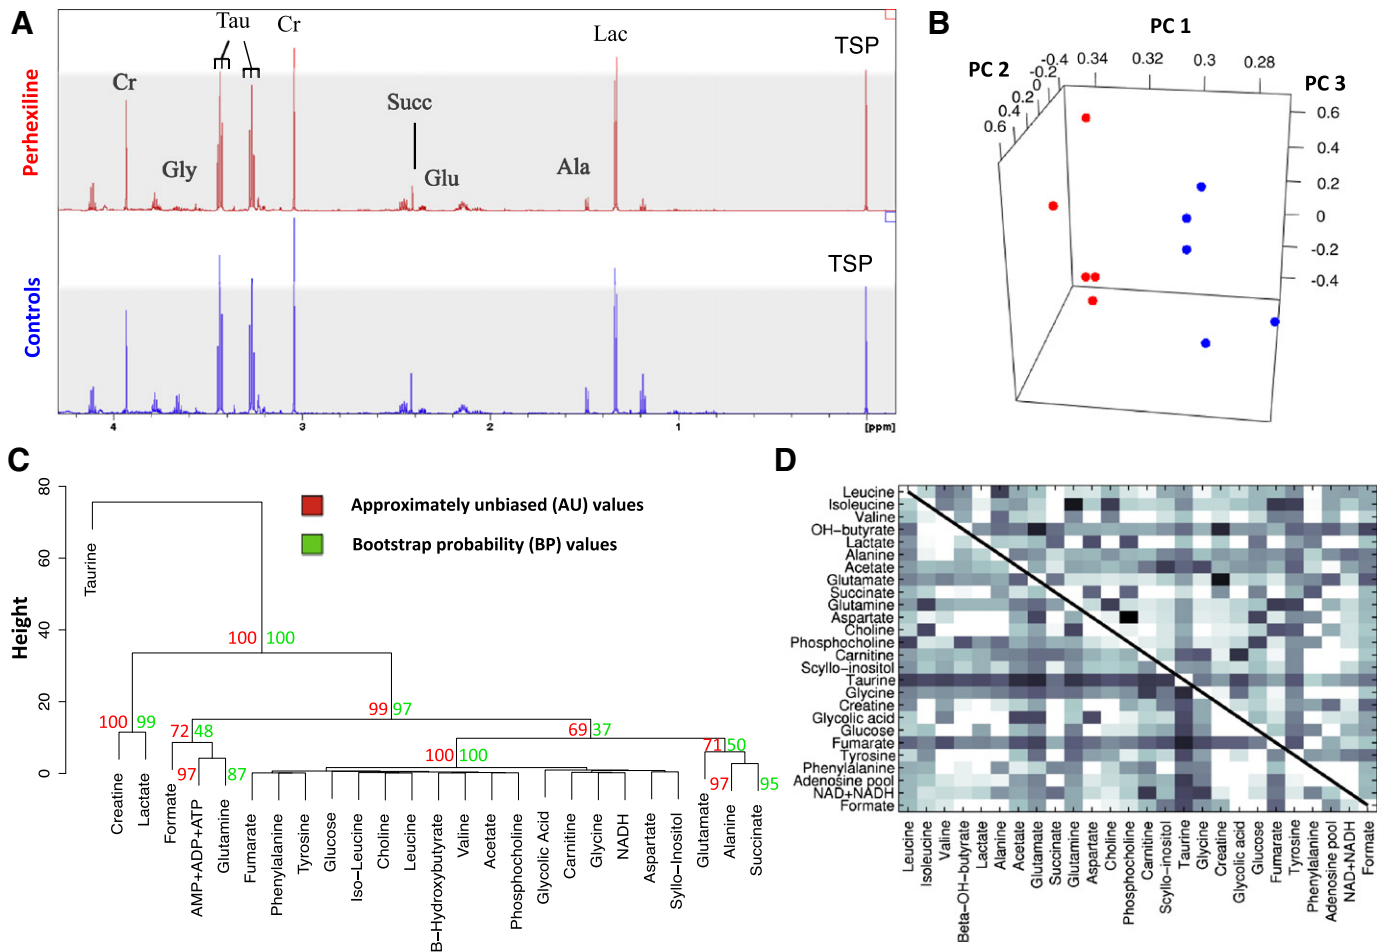 A
Perhexiline
Cr
Gly
Tau
Cr
Succ
Glu
Ala
Lac
TSP
Controls
TSP
4
3
2
1
[ppm]
B
PC 1
PC 2
PC 3
-0.4
-0.2
0
0.2
0.4
0.6
0.34
0.32
0.3
0.28
0.6
0.4
0.2
0
-0.2
-0.4
C
Height
80
60
40
20
0
Approximately unbiased (AU) values
Bootstrap probability (BP) values
100 100
100 99
99 97
72 48
97 87
69 37
100 100
71 50
97 95
Taurine
Creatine
Lactate
Formate
AMP+ADP+ATP
Glutamine
Fumarate
Phenylalanine
Tyrosine
Glucose
Iso−Leucine
Choline
Leucine
B−Hydroxybutyrate
Valine
Acetate
Phosphocholine
Glycolic Acid
Carnitine
Glycine
NADH
Aspartate
Syllo−Inositol
Glutamate
Alanine
Succinate
D
Leucine
Isoleucine
Valine
OH−butyrate
Lactate
Alanine
Acetate
Glutamate
Succinate
Glutamine
Aspartate
Choline
Phosphocholine
Carnitine
Scyllo−inositol
Taurine
Glycine
Creatine
Glycolic acid
Glucose
Fumarate
Tyrosine
Phenylalanine
Adenosine pool
NAD+NADH
Formate
Leucine
Isoleucine
Valine
Beta−OH−butyrate
Lactate
Alanine
Acetate
Glutamate
Succinate
Glutamine
Aspartate
Choline
Phosphocholine
Carnitine
Scyllo−inositol
Taurine
Glycine
Creatine
Glycolic acid
Glucose
Fumarate
Tyrosine
Phenylalanine
Adenosine pool
NAD+NADH
Formate